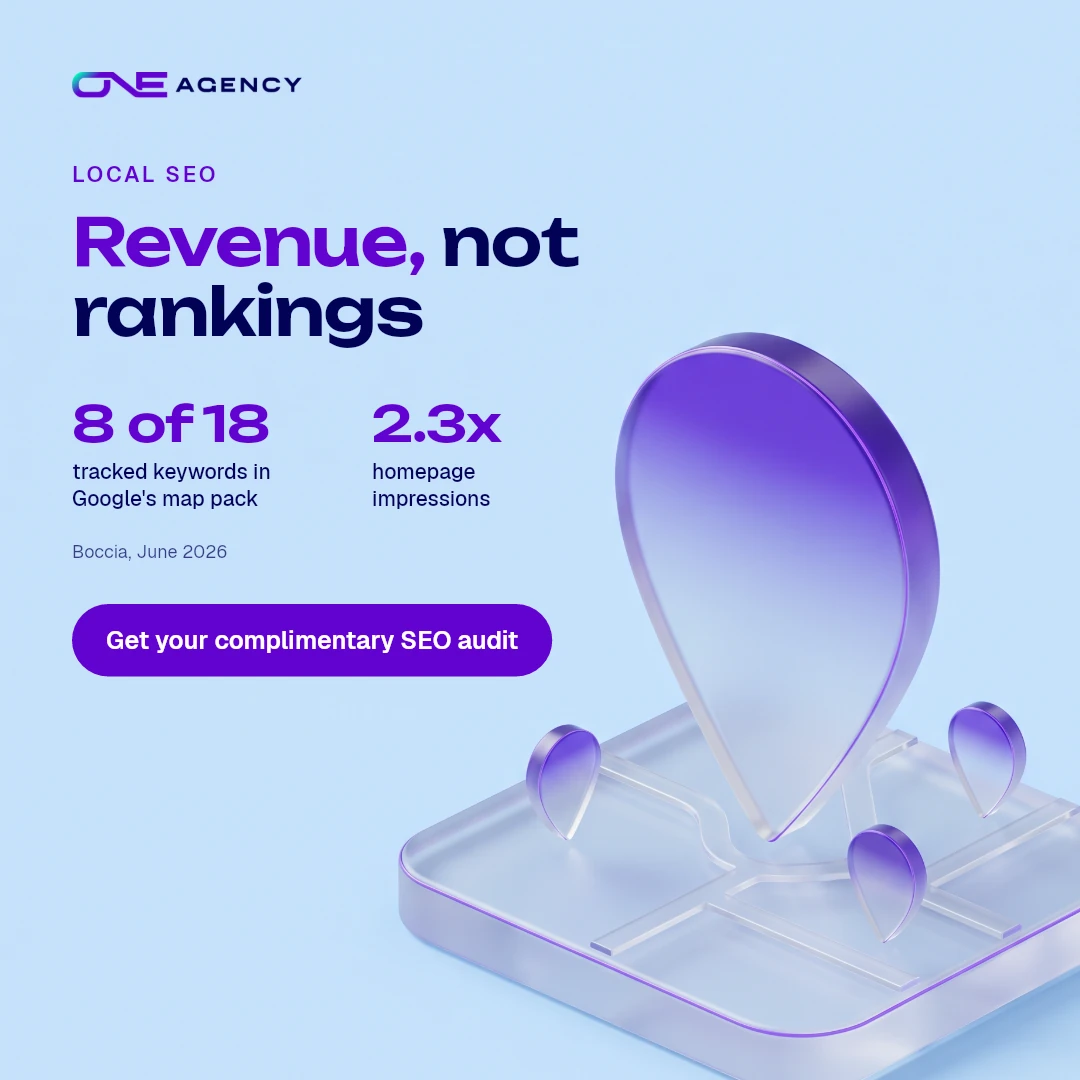 ONE AGENCY
LOCAL SEO
Revenue, not
rankings
8 of 18
tracked keywords in
Google's map pack
2.3x
homepage
impressions
Boccia, June 2026
Get your complimentary SEO audit